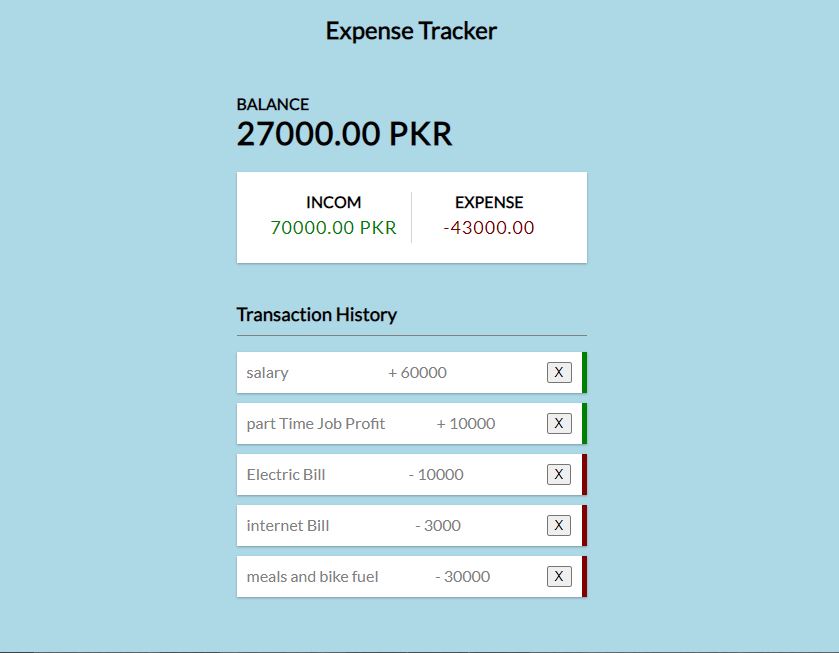 Expense Tracker
BALANCE
27000.00 PKR
INCOM EXPENSE
70000.00 PKR -43000.00
Transaction History
salary + 60000 X
part Time Job Profit + 10000 X
Electric Bill - 10000 X
internet Bill - 3000 X
meals and bike fuel - 30000 X